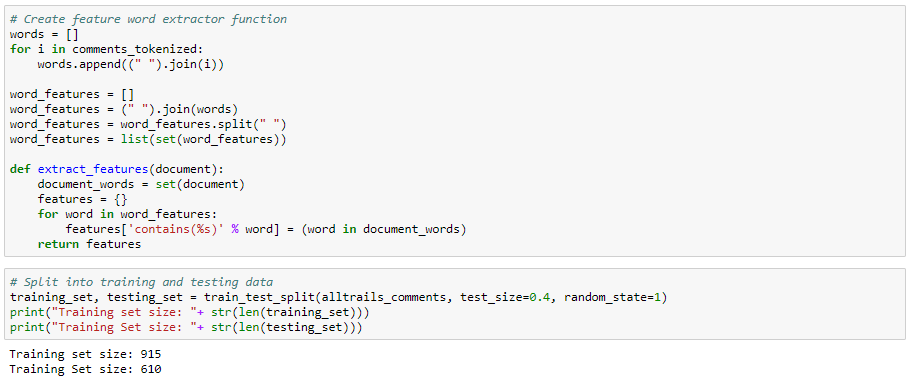 # Create feature word extractor function
words = []
for i in comments_tokenized:
    words.append((" ").join(i))
word_features = []
word_features = (" ").join(words)
word_features = word_features.split(" ")
word_features = list(set(word_features))
def extract_features(document):
    document_words = set(document)
    features = {}
    for word in word_features:
        features['contains(%s)' % word] = (word in document_words)
    return features
# Split into training and testing data
training_set, testing_set = train_test_split(alltrails_comments, test_size=0.4, random_state=1)
print("Training set size: "+ str(len(training_set)))
print("Training Set size: "+ str(len(testing_set)))
Training set size: 915
Training Set size: 610